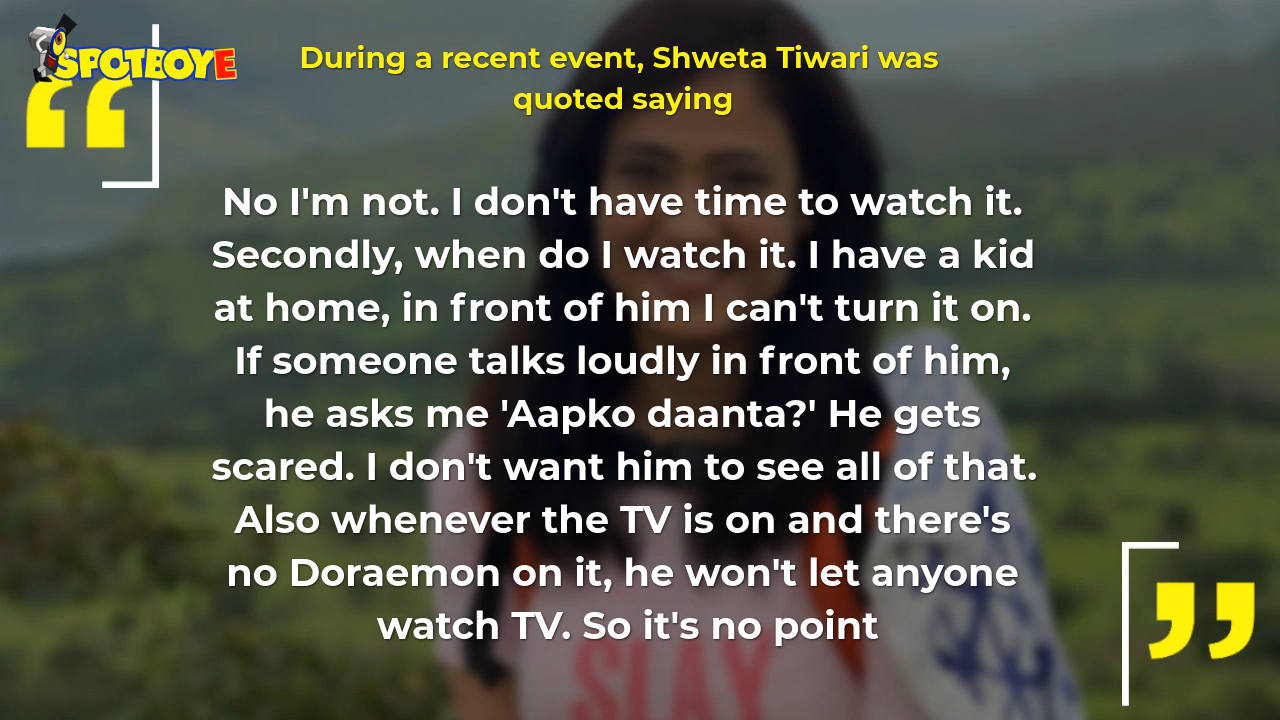 SPOTBOYE
During a recent event, Shweta Tiwari was
quoted saying
“
No I'm not. I don't have time to watch it.
Secondly, when do I watch it. I have a kid
at home, in front of him I can't turn it on.
If someone talks loudly in front of him,
he asks me 'Aapko daanta?' He gets
scared. I don't want him to see all of that.
Also whenever the TV is on and there's
no Doraemon on it, he won't let anyone
watch TV. So it's no point
”
SLAY